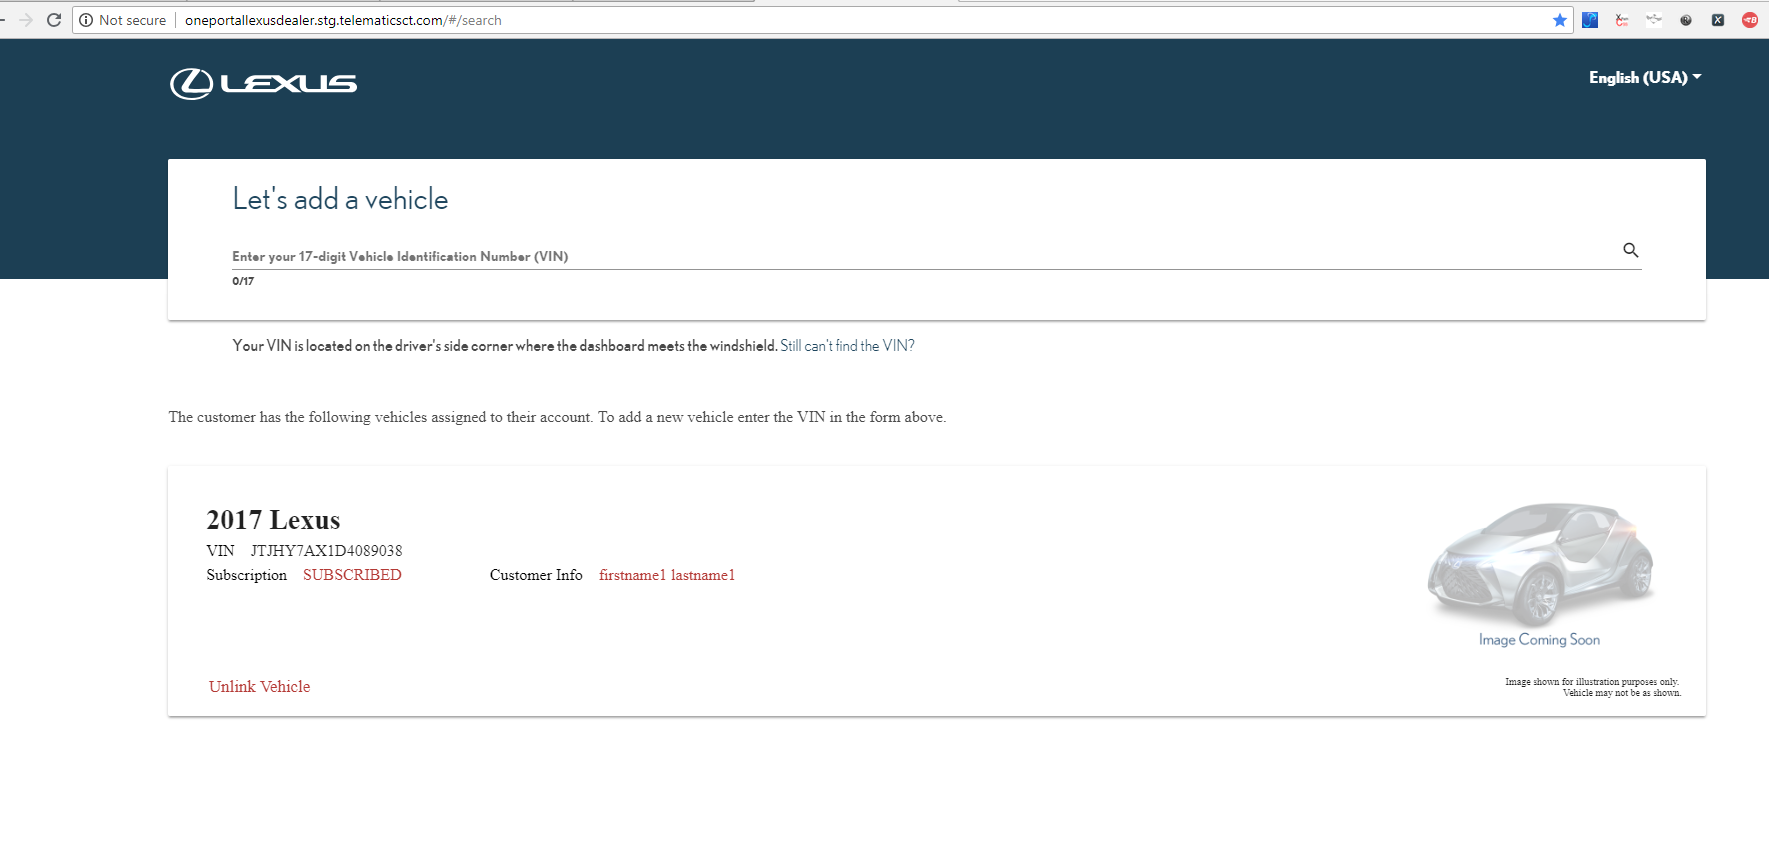 Not secure | oneportallexusdealer.stg.telematicsct.com/#/search
LEXUS
English (USA)
Let's add a vehicle
Enter your 17-digit Vehicle Identification Number (VIN)
0/17
Your VIN is located on the driver's side corner where the dashboard meets the windshield. Still can't find the VIN?
The customer has the following vehicles assigned to their account. To add a new vehicle enter the VIN in the form above.
2017 Lexus
VIN JTJHY7AX1D4089038
Subscription SUBSCRIBED Customer Info firstname1 lastname1
Image Coming Soon
Unlink Vehicle
Image shown for illustration purposes only.
Vehicle may not be as shown.